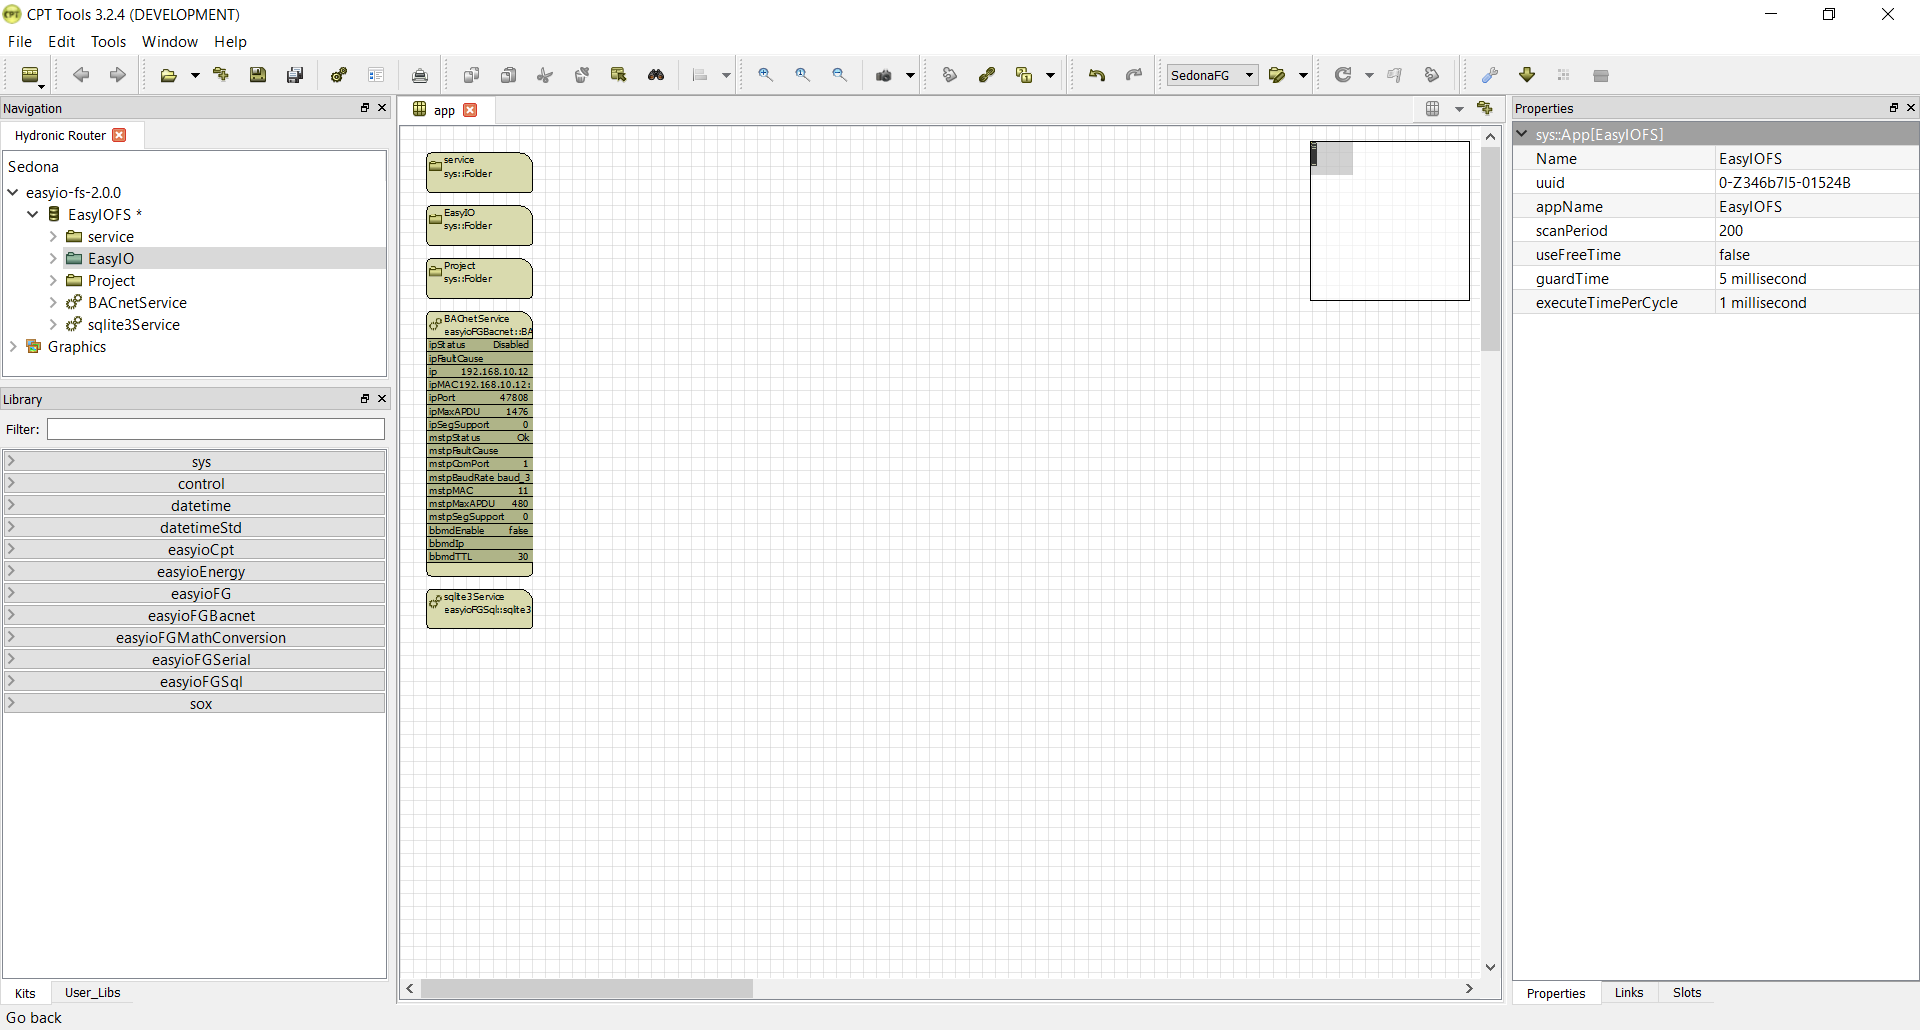 CPT Tools 3.2.4 (DEVELOPMENT)
File Edit Tools Window Help
SedonaFG
Navigation
Hydronic Router
Sedona
easyio-fs-2.0.0
EasyIOFS *
service
EasyIO
Project
BACnetService
sqlite3Service
Graphics
Library
Filter:
sys
control
datetime
datetimeStd
easyioCpt
easyioEnergy
easyioFG
easyioFGBacnet
easyioFGMathConversion
easyioFGSerial
easyioFGSql
sox
Kits User_Libs
Go back
app
service
sys::Folder
EasyIO
sys::Folder
Project
sys::Folder
BACnetService
easyioFGBacnet::BA
ipStatus Disabled
ipFaultCause
ip 192.168.10.12
ipMAC192.168.10.12:
ipPort 47808
ipMaxAPDU 1476
ipSegSupport 0
mstpStatus Ok
mstpFaultCause
mstpComPort 1
mstpBaudRate baud_3
mstpMAC 11
mstpMaxAPDU 480
mstpSegSupport 0
bbmdEnable false
bbmdIp
bbmdTTL 30
sqlite3Service
easyioFGSql::sqlite3
Properties
sys::App[EasyIOFS]
Name EasyIOFS
uuid 0-Z346b7I5-01524B
appName EasyIOFS
scanPeriod 200
useFreeTime false
guardTime 5 millisecond
executeTimePerCycle 1 millisecond
Properties Links Slots